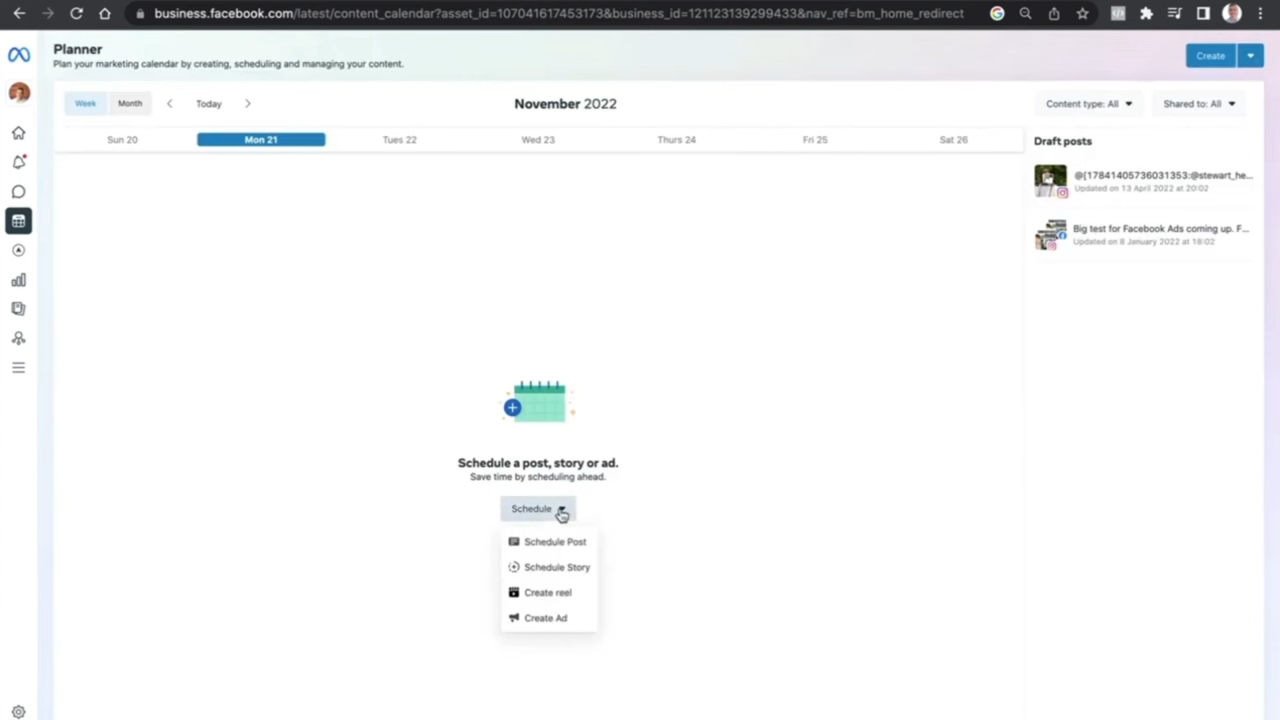 business.facebook.com/latest/content_calendar?asset_id=107041617453173&business_id=121123139299433&nav_ref=bm_home_redirect
Planner
Plan your marketing calendar by creating, scheduling and managing your content.
Create
Week
Month
Today
November 2022
Content type: All
Shared to: All
Sun 20
Mon 21
Tues 22
Wed 23
Thurs 24
Fri 25
Sat 26
Draft posts
@[17841405736031353:@stewart_he...
Updated on 13 April 2022 at 20:02
Big test for Facebook Ads coming up. F...
Updated on 8 January 2022 at 18:02
Schedule a post, story or ad.
Save time by scheduling ahead.
Schedule
Schedule Post
Schedule Story
Create reel
Create Ad